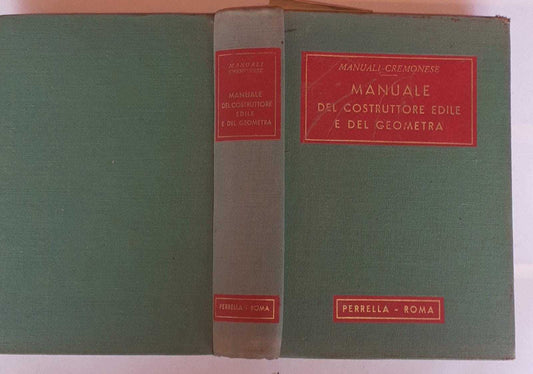 MANUALI
CREMONESE
MANUALE
DEL COSTRUTTORE
EDILE
E DEL GEOMETRA
PERRELLA - ROMA
MANUALI-CREMONESE
MANUALE
DEL COSTRUTTORE EDILE
E DEL GEOMETRA
PERRELLA - ROMA